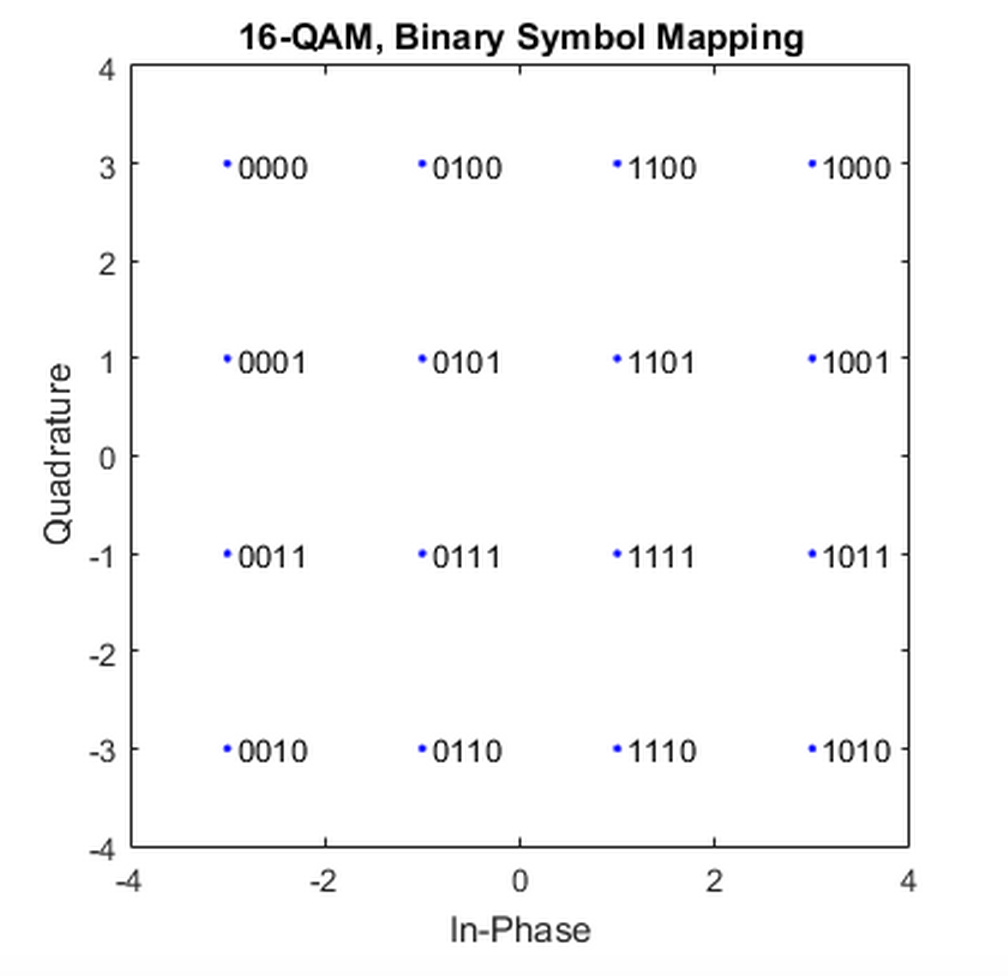 16-QAM, Binary Symbol Mapping
4
3
0000 0100 1100 1000
2
1
0001 0101 1101 1001
Quadrature
0
-1
0011 0111 1111 1011
-2
-3
0010 0110 1110 1010
-4
-4 -2 0 2 4
In-Phase